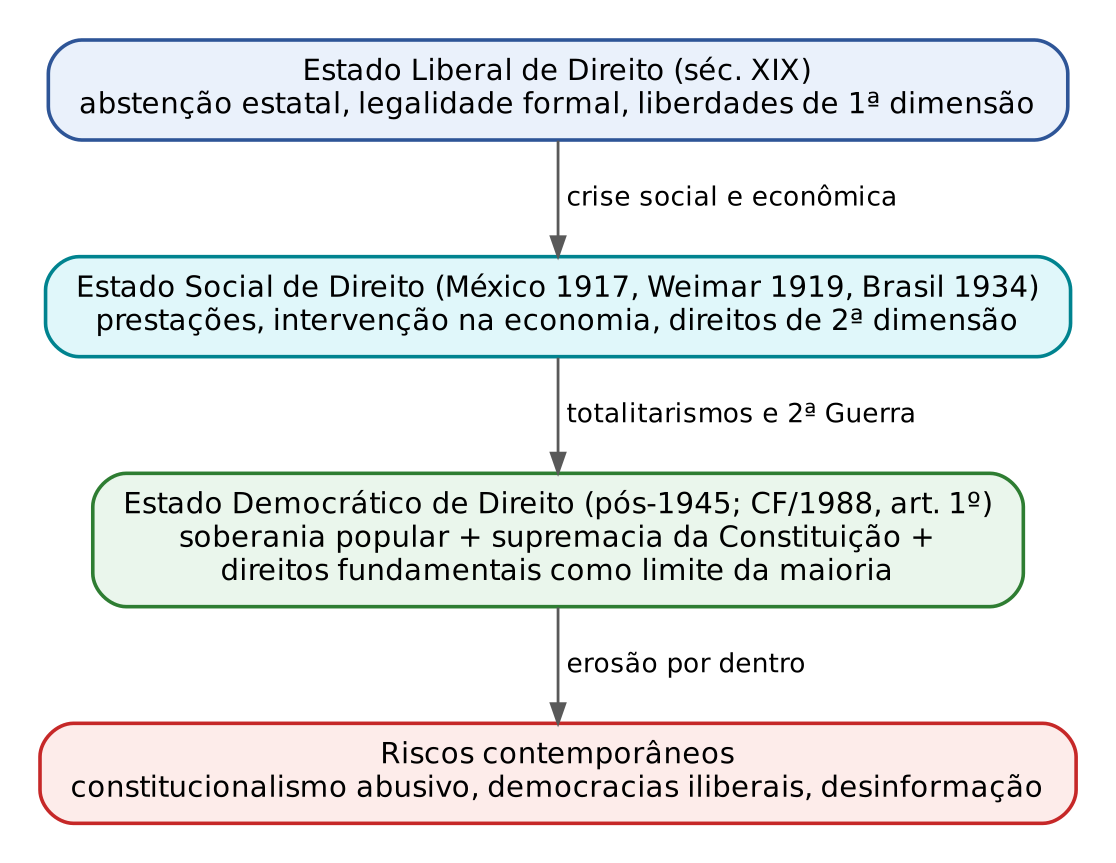 Estado Liberal de Direito (séc. XIX)
abstenção estatal, legalidade formal, liberdades de 1ª dimensão
crise social e econômica
Estado Social de Direito (México 1917, Weimar 1919, Brasil 1934)
prestações, intervenção na economia, direitos de 2ª dimensão
totalitarismos e 2ª Guerra
Estado Democrático de Direito (pós-1945; CF/1988, art. 1º)
soberania popular + supremacia da Constituição +
direitos fundamentais como limite da maioria
erosão por dentro
Riscos contemporâneos
constitucionalismo abusivo, democracias iliberais, desinformação